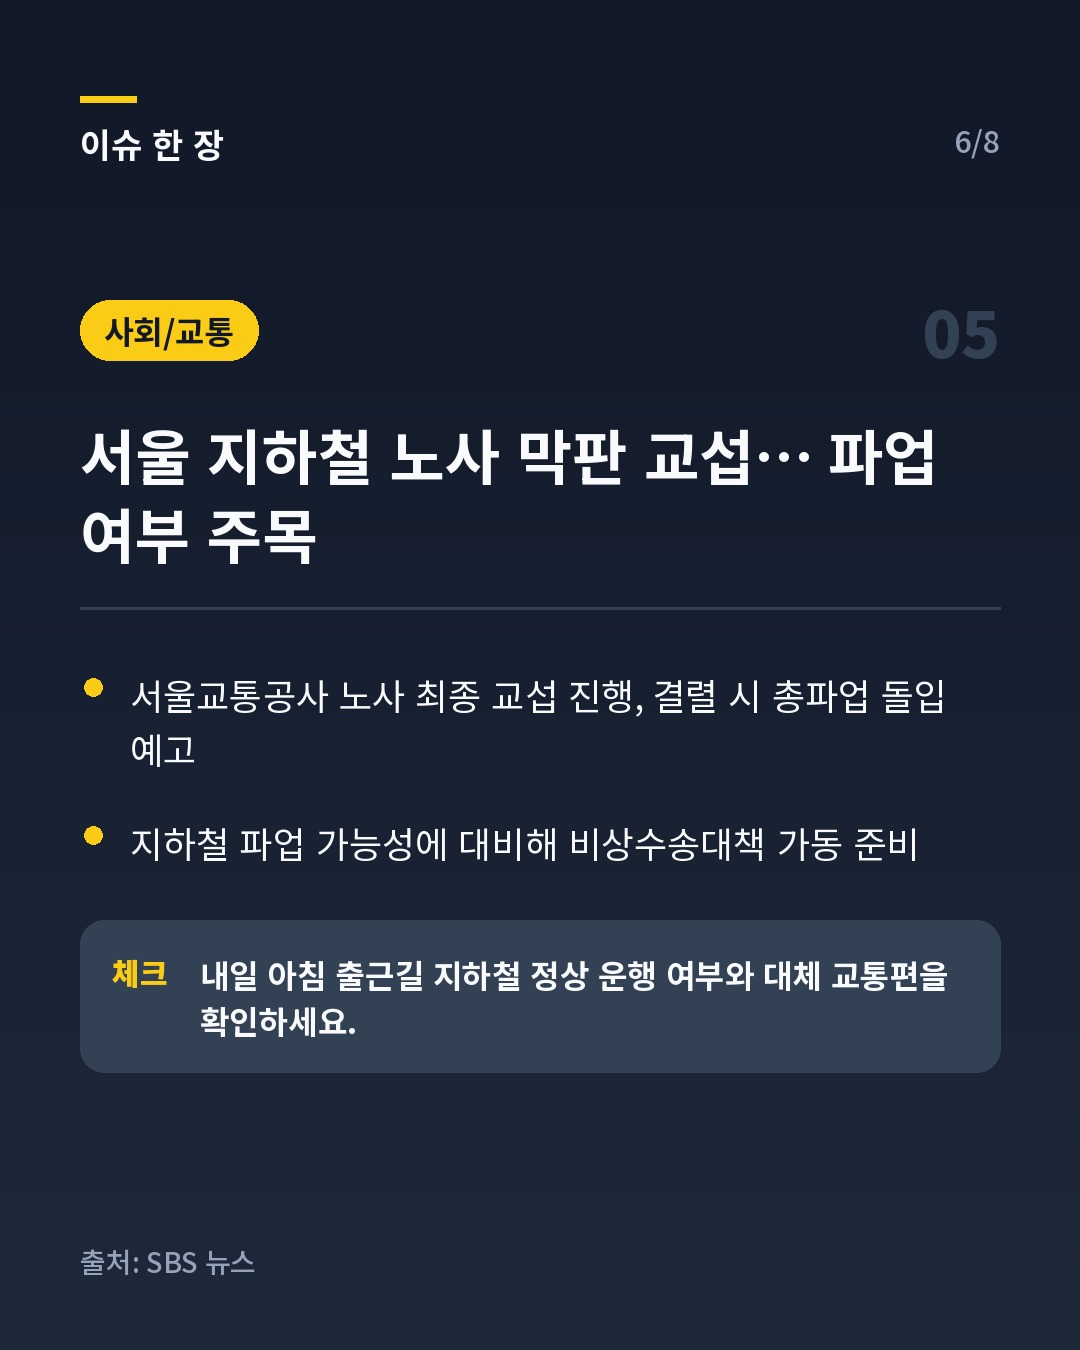 이슈 한 장
6/8
사회/교통
05
서울 지하철 노사 막판 교섭… 파업
여부 주목
서울교통공사 노사 최종 교섭 진행, 결렬 시 총파업 돌입
예고
지하철 파업 가능성에 대비해 비상수송대책 가동 준비
체크
내일 아침 출근길 지하철 정상 운행 여부와 대체 교통편을
확인하세요.
출처: SBS 뉴스